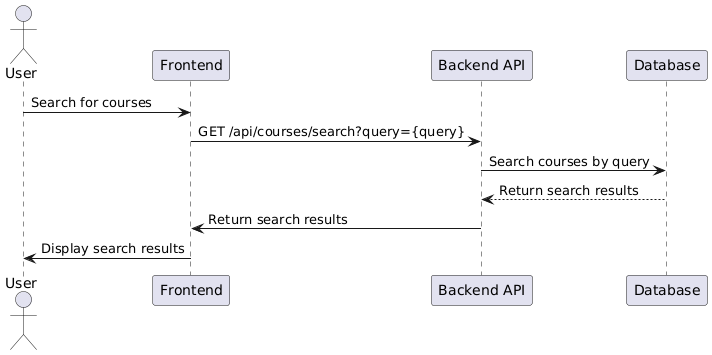 User
Frontend
Backend API
Database
Search for courses
GET /api/courses/search?query={query}
Search courses by query
Return search results
Return search results
Display search results
User
Frontend
Backend API
Database